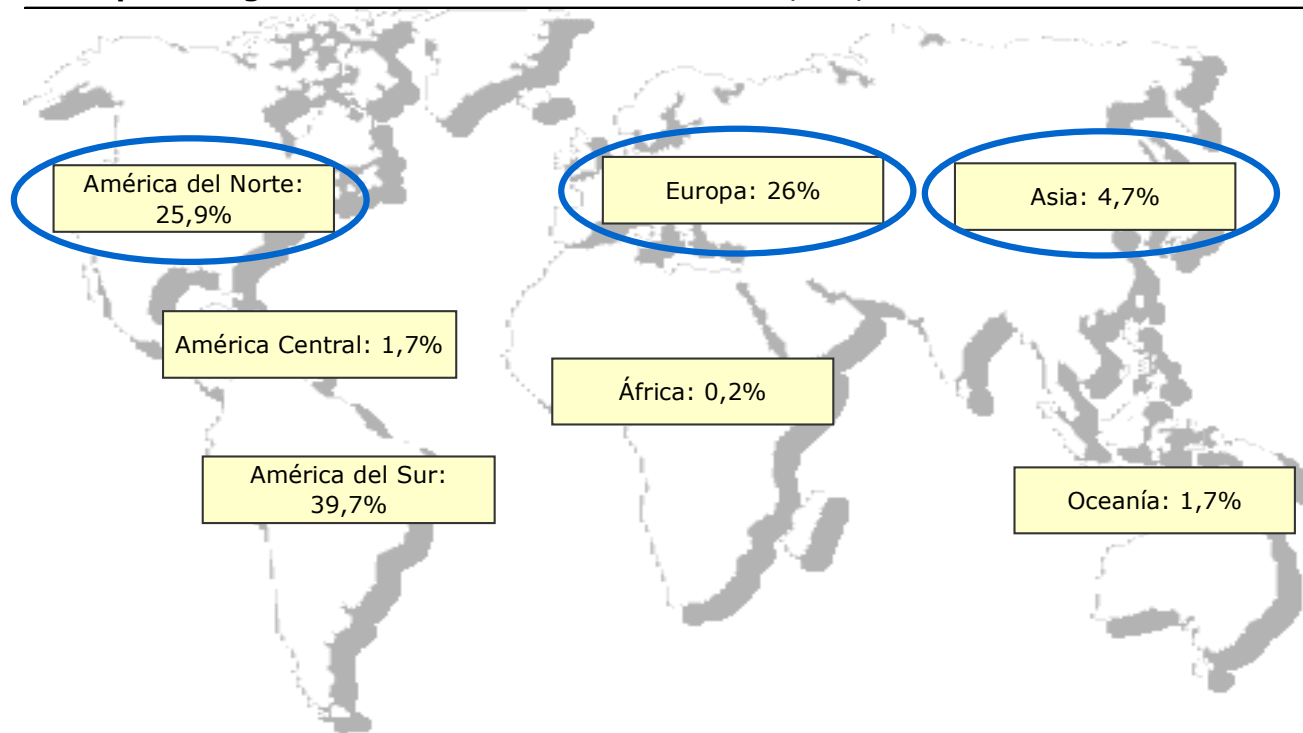 América del Norte:
25,9%
Europa: 26%
Asia: 4,7%
América Central: 1,7%
África: 0,2%
América del Sur:
39,7%
Oceanía: 1,7%